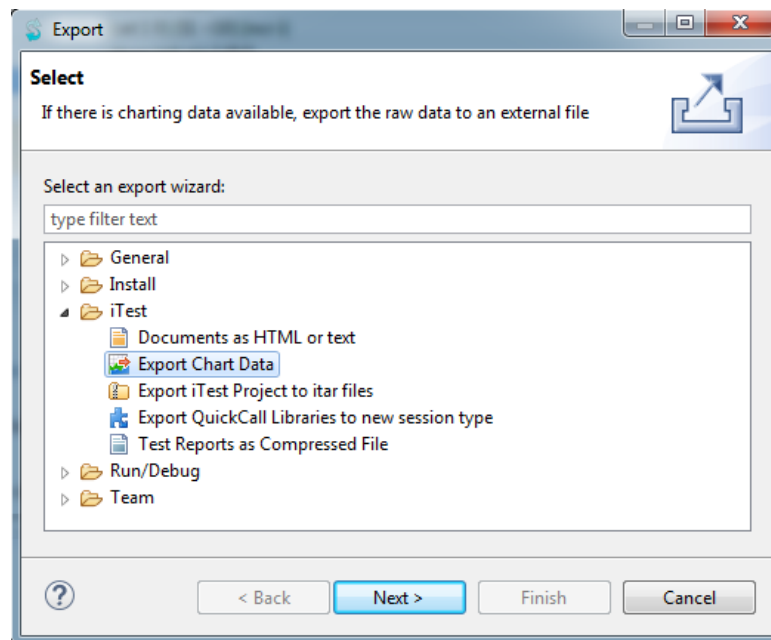 Export
Select
If there is charting data available, export the raw data to an external file
Select an export wizard:
type filter text
General
Install
iTest
Documents as HTML or text
Export Chart Data
Export iTest Project to itar files
Export QuickCall Libraries to new session type
Test Reports as Compressed File
Run/Debug
Team
?
< Back
Next >
Finish
Cancel